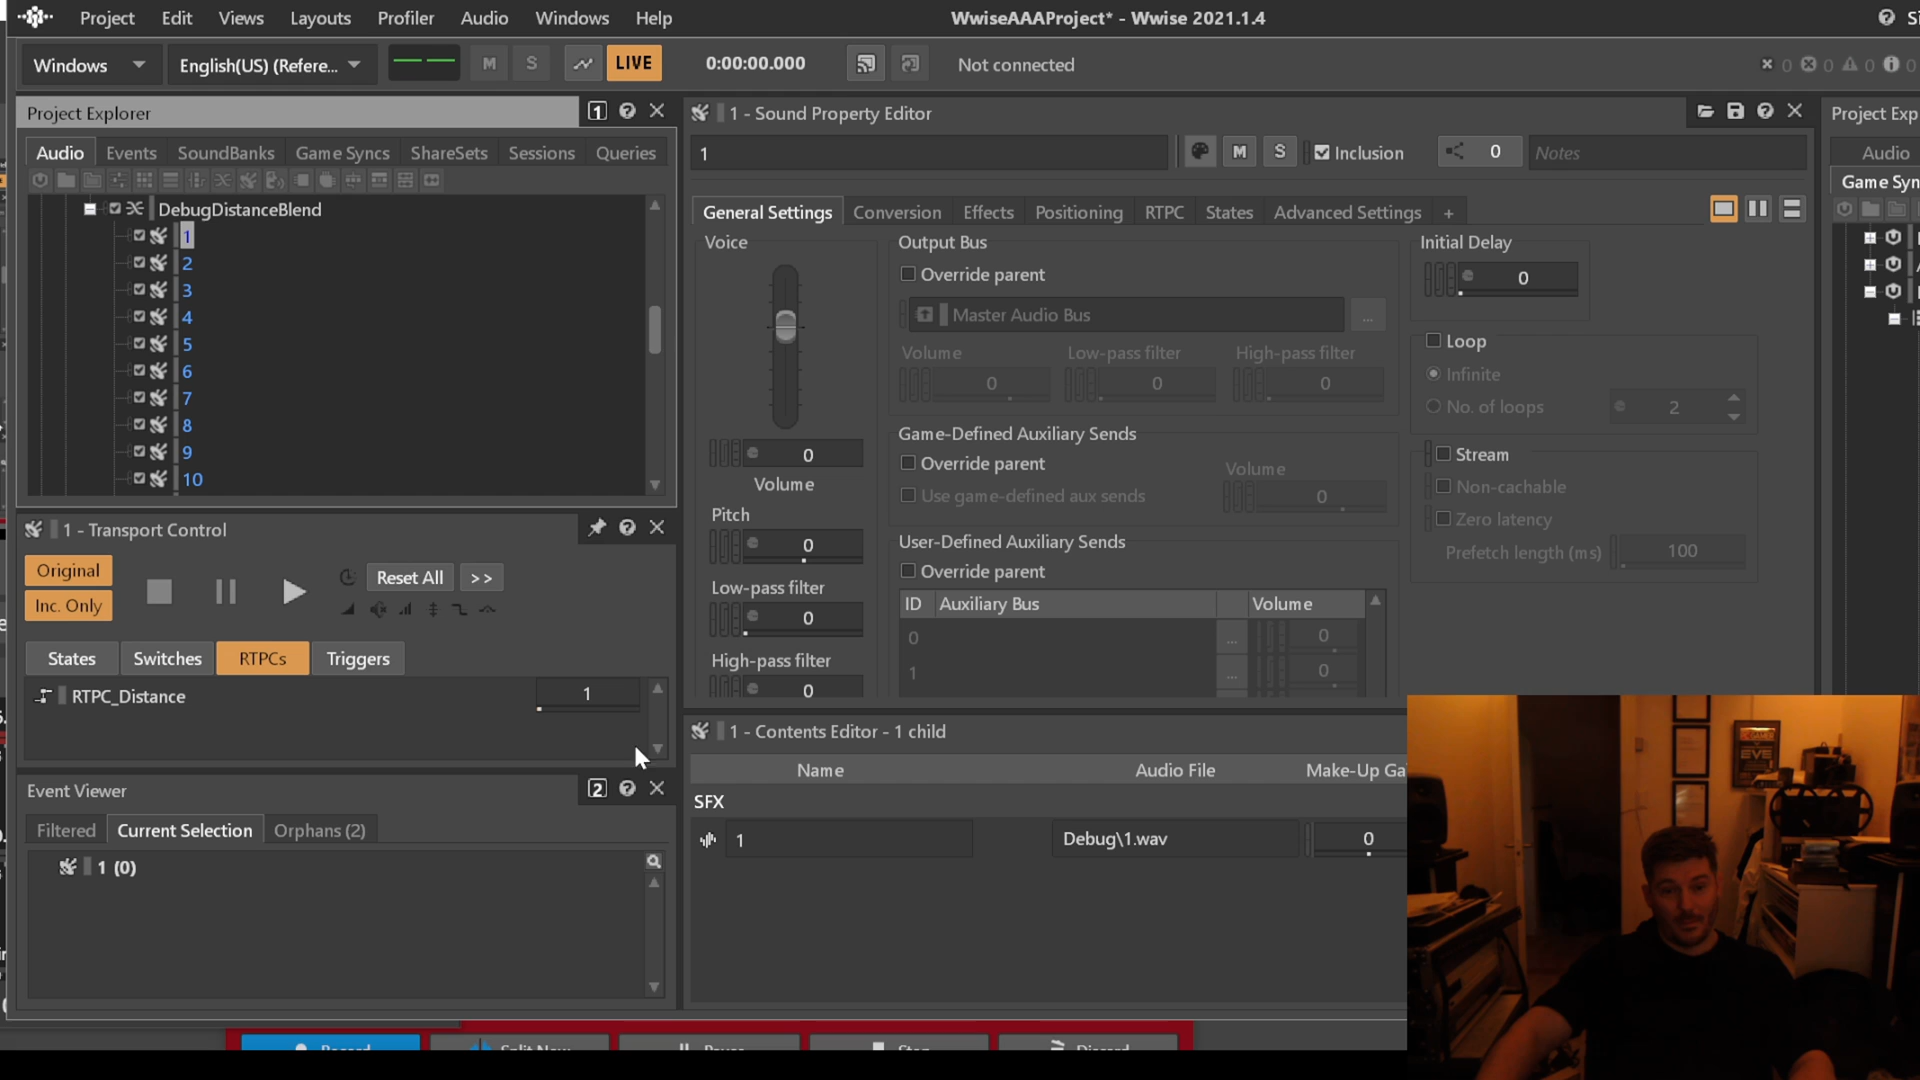 Project Edit Views Layouts Profiler Audio Windows Help
WwiseAAAProject* - Wwise 2021.1.4
Windows
English(US) (Refere...
M
S
LIVE
0:00:00.000
Not connected
0 0 0 0
Project Explorer
1
Audio Events SoundBanks Game Syncs ShareSets Sessions Queries
DebugDistanceBlend
1
2
3
4
5
6
7
8
9
10
1 - Transport Control
Original
Inc. Only
Reset All
>>
States Switches RTPCs Triggers
RTPC_Distance
1
Event Viewer
2
Filtered Current Selection Orphans (2)
1 (0)
1 - Sound Property Editor
1
M
S
Inclusion
0
Notes
General Settings Conversion Effects Positioning RTPC States Advanced Settings +
Voice
0
Volume
Pitch
0
Low-pass filter
0
High-pass filter
0
Output Bus
Override parent
Master Audio Bus
...
Volume Low-pass filter High-pass filter
0 0 0
Game-Defined Auxiliary Sends
Override parent
Use game-defined aux sends
Volume
0
User-Defined Auxiliary Sends
Override parent
ID Auxiliary Bus Volume
0 ... 0
1 ... 0
Initial Delay
0
Loop
Infinite
No. of loops
2
Stream
Non-cachable
Zero latency
Prefetch length (ms)
100
1 - Contents Editor - 1 child
Name Audio File Make-Up Ga
SFX
1 Debug\1.wav 0
Project Exp
Audio
Game Syn
EVE